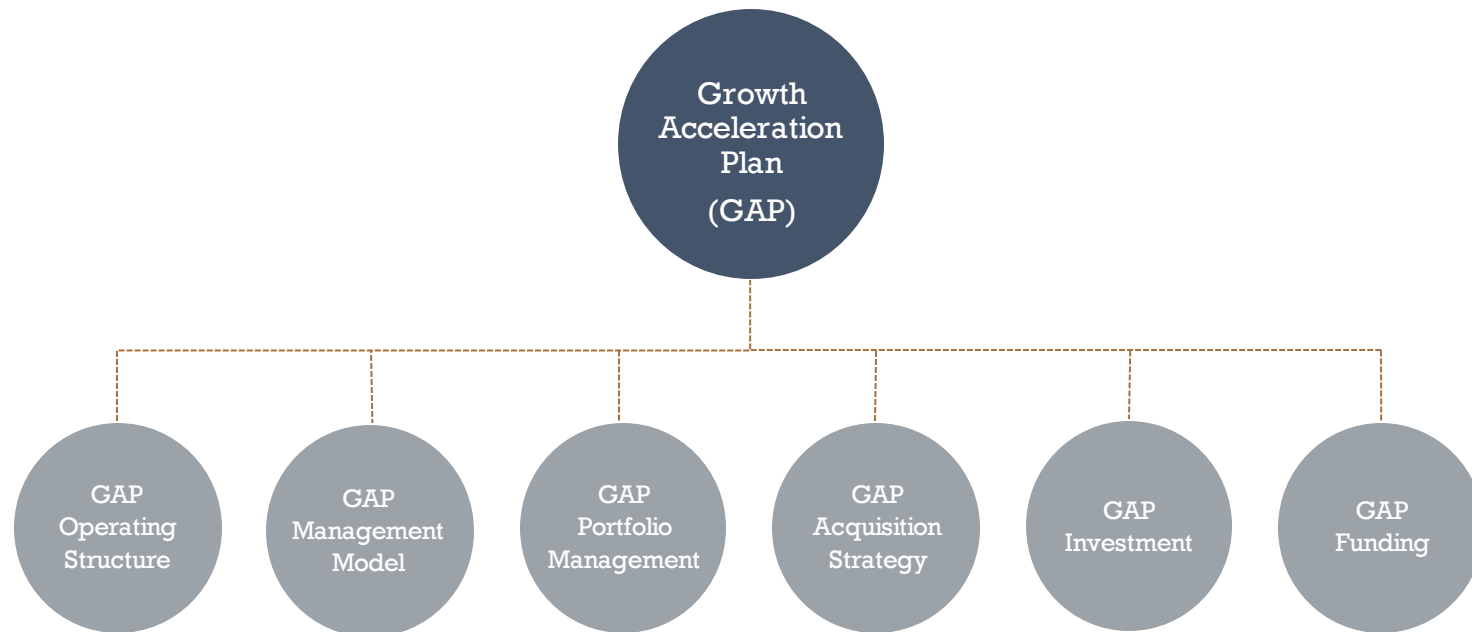 Growth
Acceleration
Plan
(GAP)
GAP
Operating
Structure
GAP
Management
Model
GAP
Portfolio
Management
GAP
Acquisition
Strategy
GAP
Investment
GAP
Funding